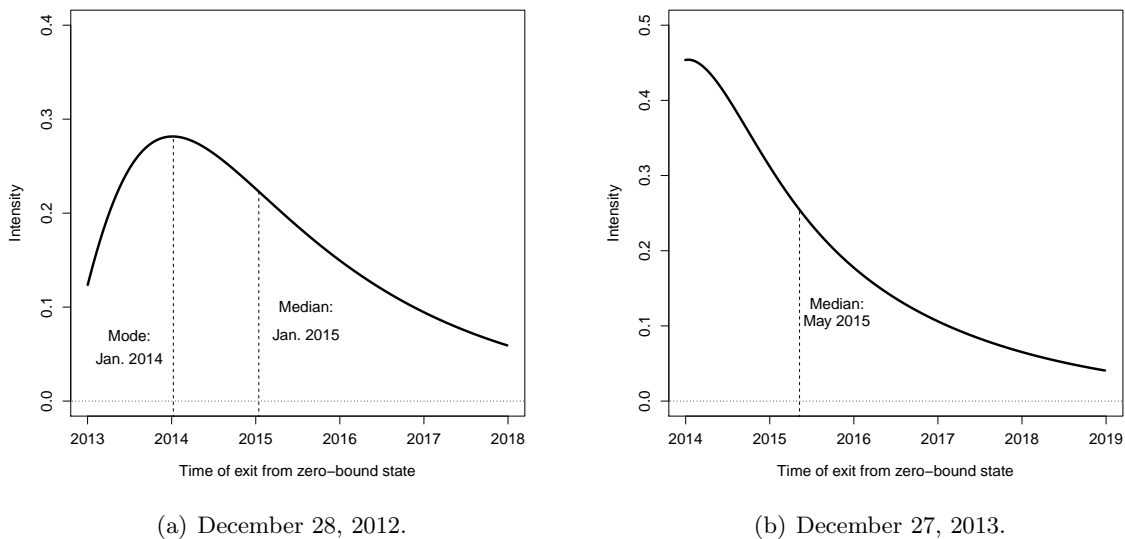 0.4
0.3
0.2
0.1
0.0
Intensity
Mode:
Jan. 2014
Median:
Jan. 2015
2013 2014 2015 2016 2017 2018
Time of exit from zero−bound state
(a) December 28, 2012.
0.5
0.4
0.3
0.2
0.1
0.0
Intensity
Median:
May 2015
2014 2015 2016 2017 2018 2019
Time of exit from zero−bound state
(b) December 27, 2013.